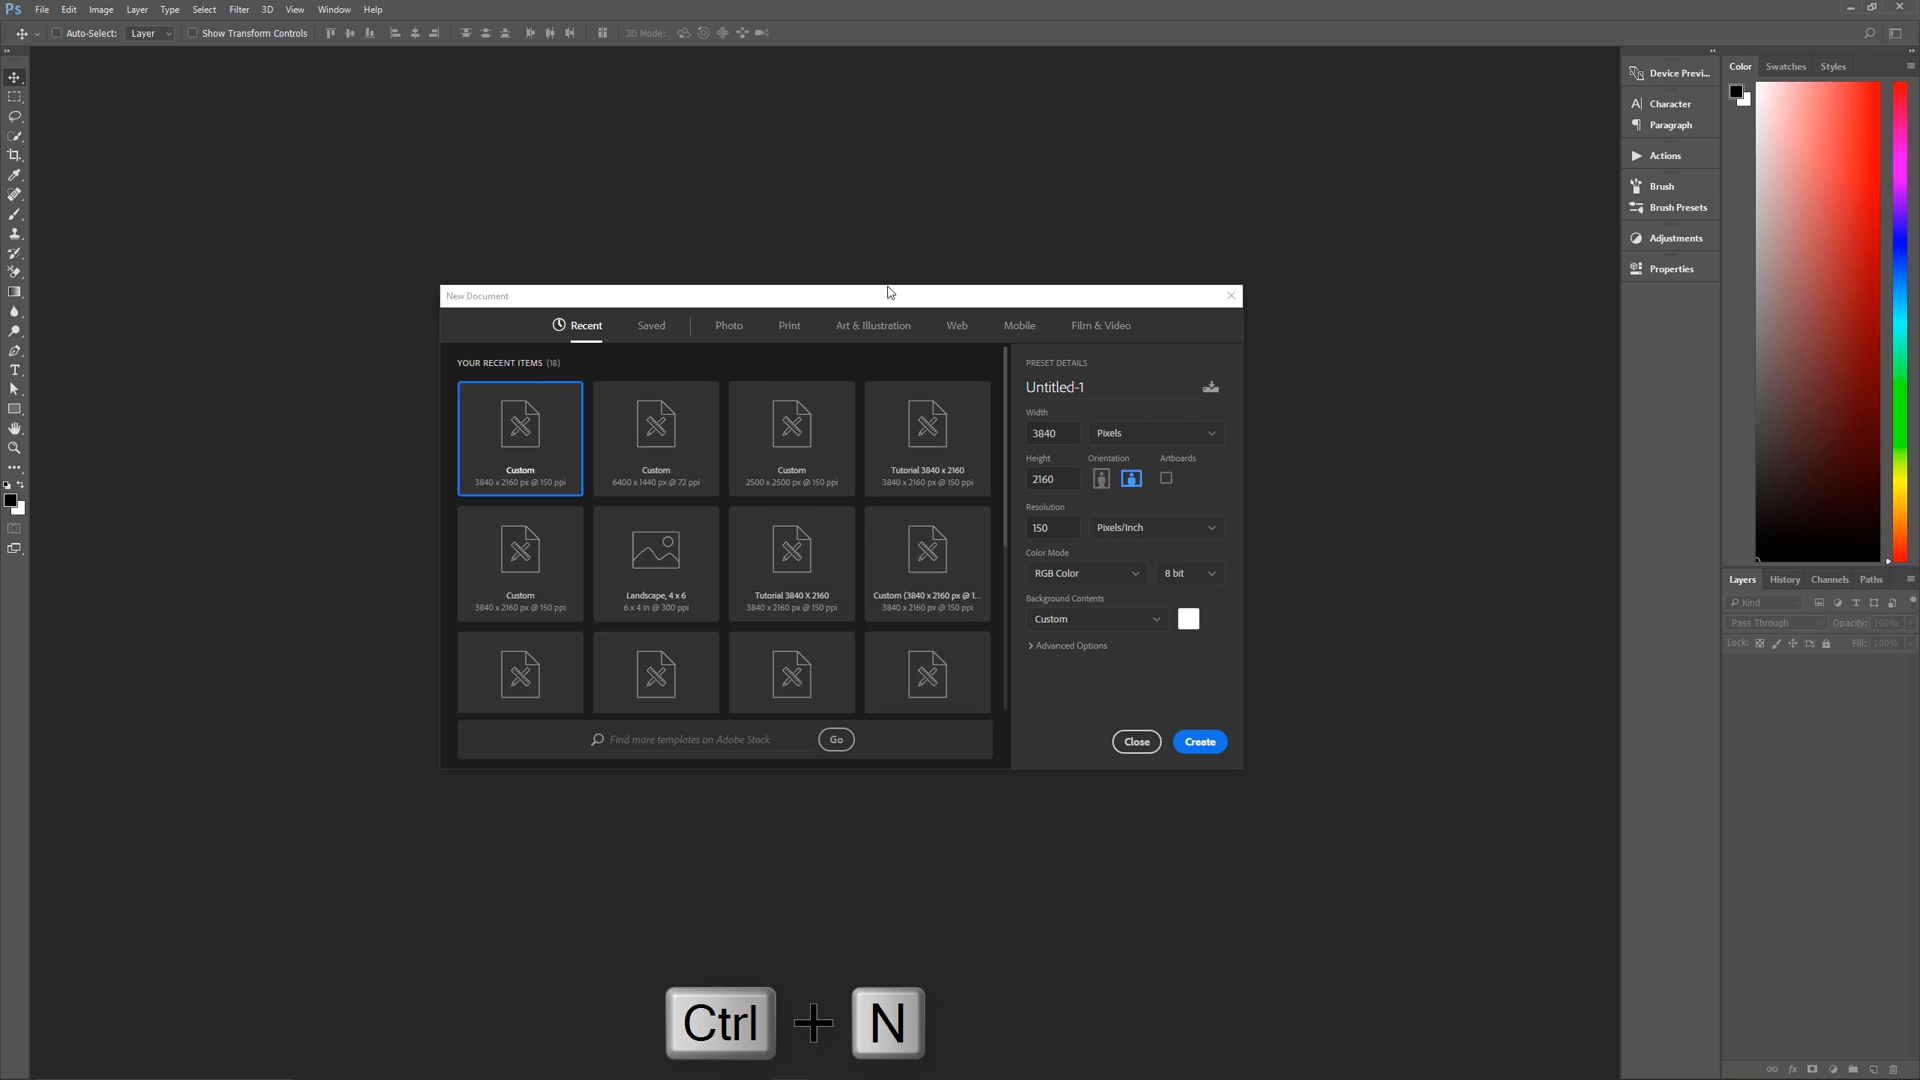 Ps File Edit Image Layer Type Select Filter 3D View Window Help
Auto-Select: Layer Show Transform Controls 3D Mode:
Device Previ...
Character
Paragraph
Actions
Brush
Brush Presets
Adjustments
Properties
Color Swatches Styles
New Document
Recent Saved Photo Print Art & Illustration Web Mobile Film & Video
YOUR RECENT ITEMS (18)
Custom
3840 x 2160 px @ 150 ppi
Custom
6400 x 1440 px @ 72 ppi
Custom
2500 x 2500 px @ 150 ppi
Tutorial 3840 x 2160
3840 x 2160 px @ 150 ppi
Custom
3840 x 2160 px @ 150 ppi
Landscape, 4 x 6
6 x 4 in @ 300 ppi
Tutorial 3840 X 2160
3840 x 2160 px @ 150 ppi
Custom (3840 x 2160 px @ 1...
3840 x 2160 px @ 150 ppi
Find more templates on Adobe Stock Go
PRESET DETAILS
Untitled-1
Width
3840 Pixels
Height Orientation Artboards
2160
Resolution
150 Pixels/Inch
Color Mode
RGB Color 8 bit
Background Contents
Custom
Advanced Options
Close Create
Layers History Channels Paths
Kind
Pass Through Opacity: 100%
Lock: Fill: 100%
Ctrl + N